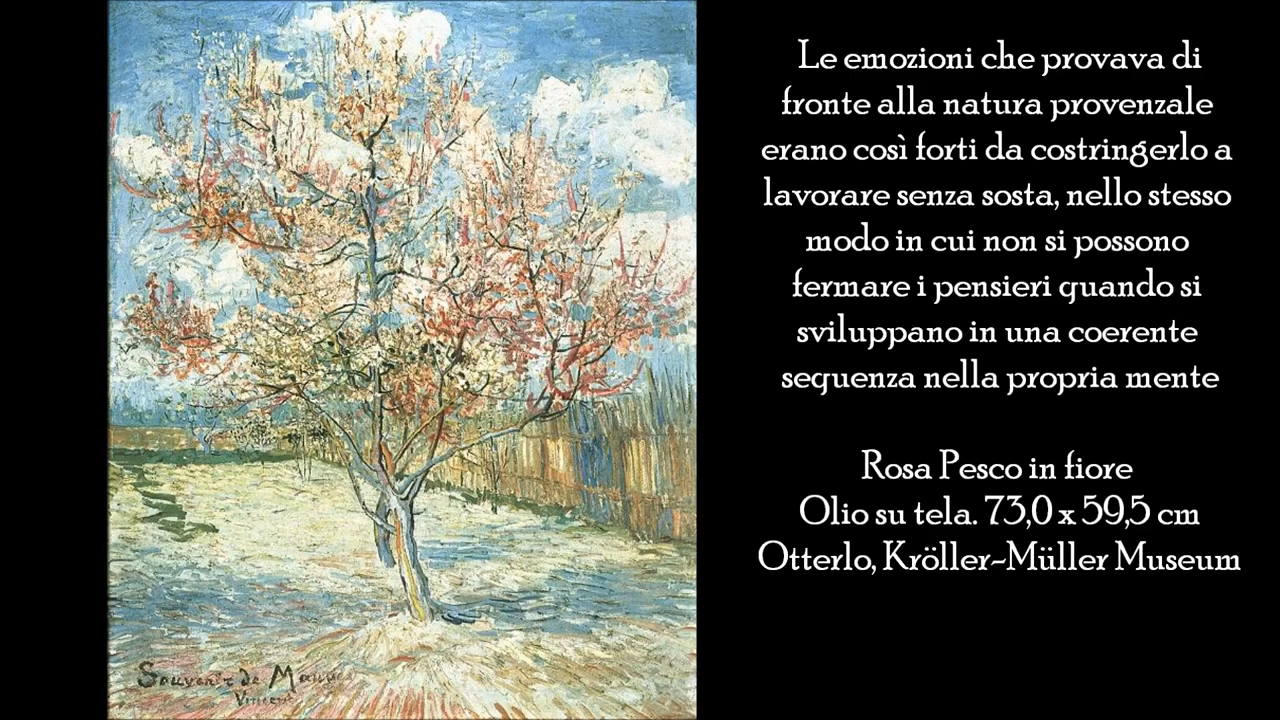 Le emozioni che provava di
fronte alla natura provenzale
erano così forti da costringerlo a
lavorare senza sosta, nello stesso
modo in cui non si possono
fermare i pensieri quando si
sviluppano in una coerente
sequenza nella propria mente
Rosa Pesco in fiore
Olio su tela. 73,0 x 59,5 cm
Otterlo, Kröller-Müller Museum
Souvenir de Mauve
Vincent